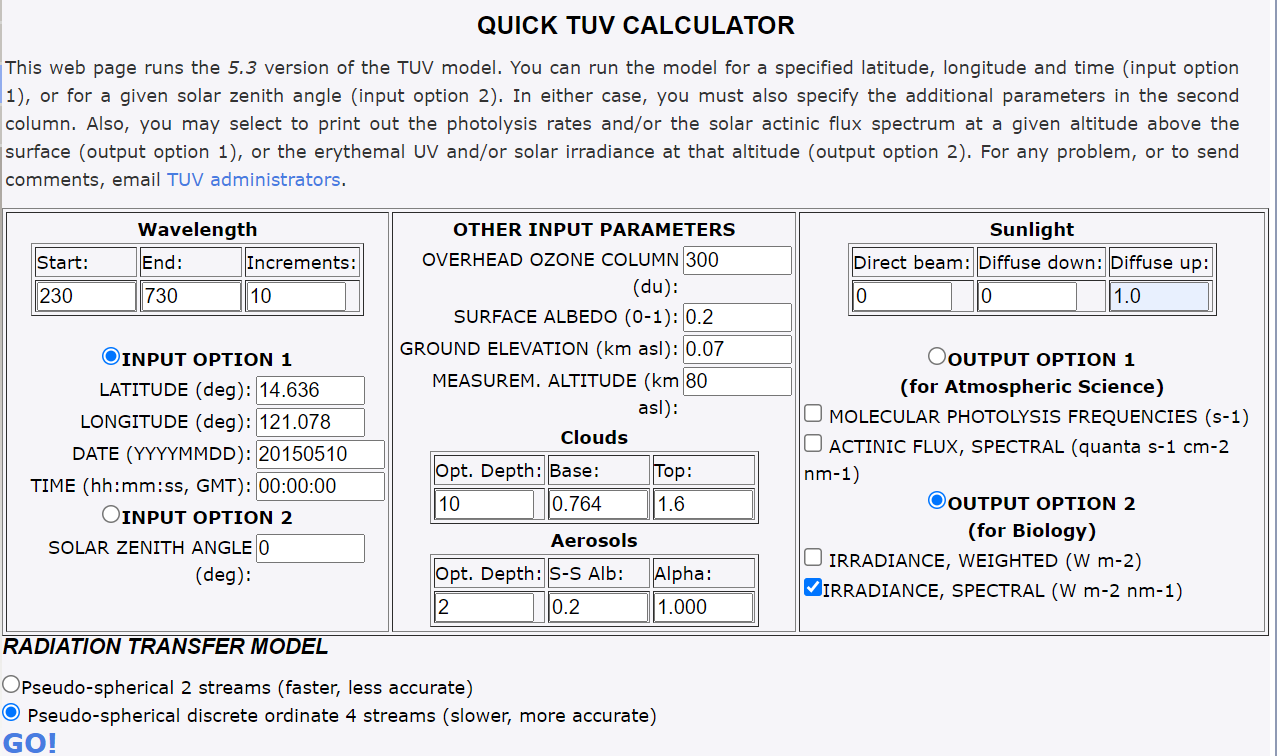 QUICK TUV CALCULATOR
This web page runs the 5.3 version of the TUV model. You can run the model for a specified latitude, longitude and time (input option
1), or for a given solar zenith angle (input option 2). In either case, you must also specify the additional parameters in the second
column. Also, you may select to print out the photolysis rates and/or the solar actinic flux spectrum at a given altitude above the
surface (output option 1), or the erythemal UV and/or solar irradiance at that altitude (output option 2). For any problem, or to send
comments, email TUV administrators.
Wavelength
Start: End: Increments:
230 730 10
INPUT OPTION 1
LATITUDE (deg): 14.636
LONGITUDE (deg): 121.078
DATE (YYYYMMDD): 20150510
TIME (hh:mm:ss, GMT): 00:00:00
INPUT OPTION 2
SOLAR ZENITH ANGLE 0
(deg):
OTHER INPUT PARAMETERS
OVERHEAD OZONE COLUMN 300
(du):
SURFACE ALBEDO (0-1): 0.2
GROUND ELEVATION (km asl): 0.07
MEASUREM. ALTITUDE (km 80
asl):
Clouds
Opt. Depth: Base: Top:
10 0.764 1.6
Aerosols
Opt. Depth: S-S Alb: Alpha:
2 0.2 1.000
Sunlight
Direct beam: Diffuse down: Diffuse up:
0 0 1.0
OUTPUT OPTION 1
(for Atmospheric Science)
MOLECULAR PHOTOLYSIS FREQUENCIES (s-1)
ACTINIC FLUX, SPECTRAL (quanta s-1 cm-2
nm-1)
OUTPUT OPTION 2
(for Biology)
IRRADIANCE, WEIGHTED (W m-2)
IRRADIANCE, SPECTRAL (W m-2 nm-1)
RADIATION TRANSFER MODEL
Pseudo-spherical 2 streams (faster, less accurate)
Pseudo-spherical discrete ordinate 4 streams (slower, more accurate)
GO!